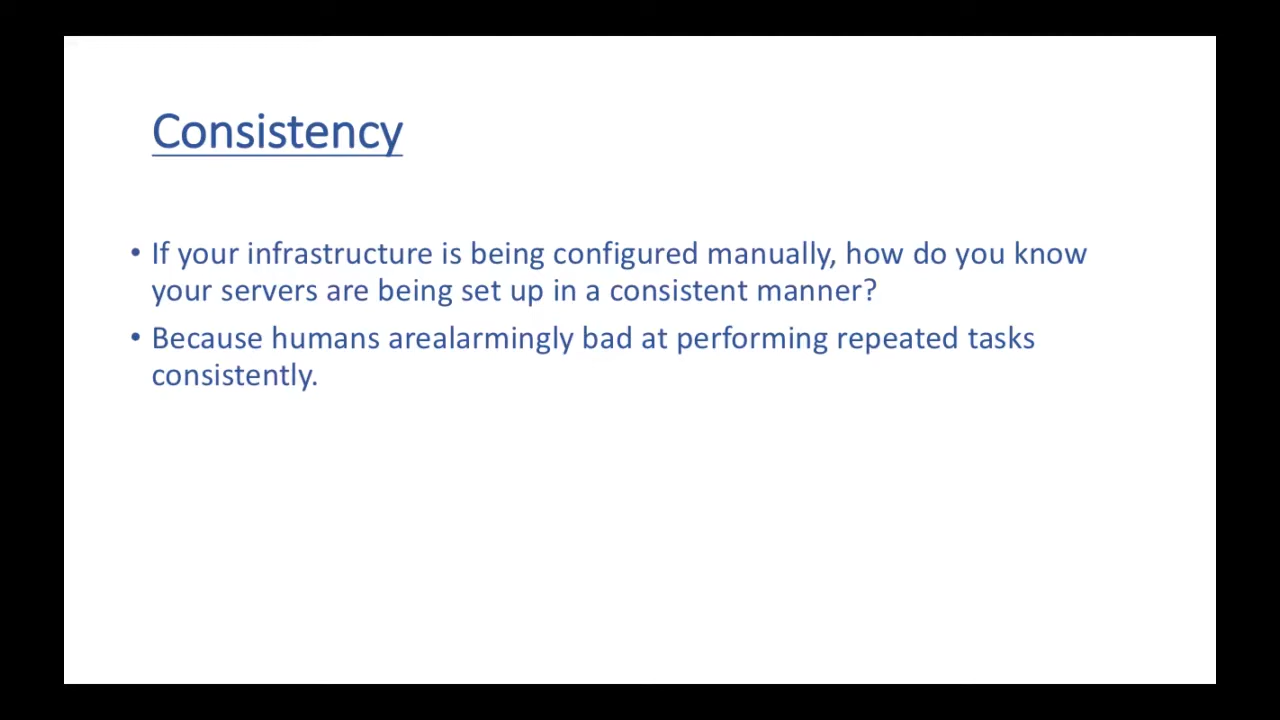 Consistency
• If your infrastructure is being configured manually, how do you know
your servers are being set up in a consistent manner?
• Because humans arealarmingly bad at performing repeated tasks
consistently.